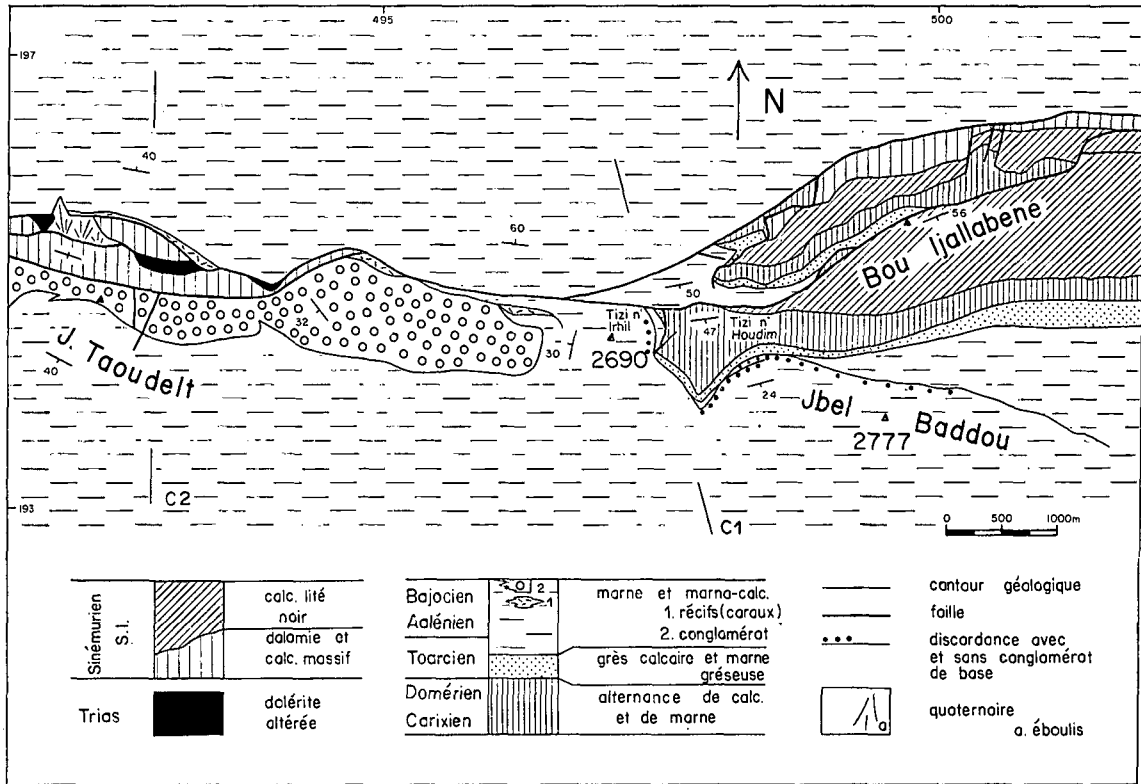 495
500
197
N
40
60
56
Bou Ijallabene
50
Tizi n'
Irhil
47
Tizi n'
Houdim
32
30
2690
J. Taoudelt
40
24
Jbel
Baddou
2777
C2
193
C1
0 500 1000m
Sinémurien
S.l.
calc. lité
noir
dolomie et
calc. massif
Trias
dolérite
altérée
Bajocien
Aalénien
Toarcien
Domérien
Carixien
2
1
marne et marno-calc.
1. récifs (coraux)
2. conglomérat
grès calcaire et marne
gréseuse
alternance de calc.
et de marne
contour géologique
faille
discordance avec
et sans conglomérat
de base
a
quaternaire
a. éboulis